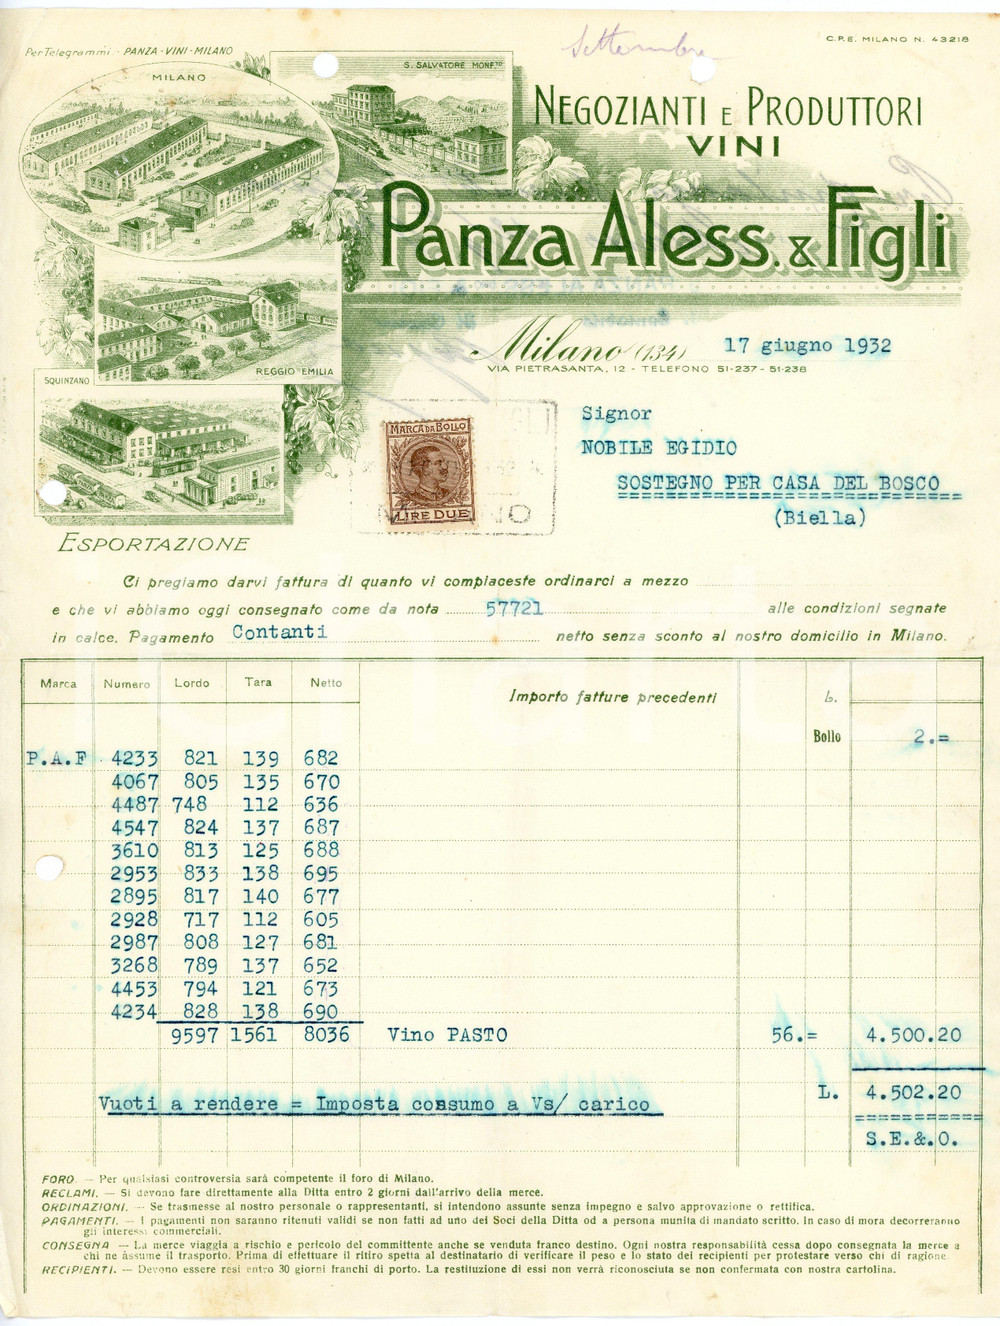 Per Telegrammi: PANZA - VINI - MILANO
Settembre
C.P.E. MILANO N. 43218
MILANO
S. SALVATORE MONF.TO
NEGOZIANTI E PRODUTTORI
VINI
PANZA ALESS. & FIGLI
REGGIO EMILIA
SQUINZANO
ESPORTAZIONE
Milano (134) 17 giugno 1932
VIA PIETRASANTA, 12 - TELEFONO 51-237 - 51-238
MARCA DA BOLLO
LIRE DUE
Signor
NOBILE EGIDIO
SOSTEGNO PER CASA DEL BOSCO
(Biella)
Ci pregiamo darvi fattura di quanto vi compiaceste ordinarci a mezzo
e che vi abbiamo oggi consegnato come da nota 57721 alle condizioni segnate
in calce. Pagamento Contanti netto senza sconto al nostro domicilio in Milano.
Marca Numero Lordo Tara Netto Importo fatture precedenti L.
Bollo 2.=
P.A.F 4233 821 139 682
4067 805 135 670
4487 748 112 636
4547 824 137 687
3610 813 125 688
2953 833 138 695
2895 817 140 677
2928 717 112 605
2987 808 127 681
3268 789 137 652
4453 794 121 673
4234 828 138 690
9597 1561 8036 Vino PASTO 56.= 4.500.20
L. 4.502.20
Vuoti a rendere = Imposta consumo a Vs/ carico
S.E.&.O.
FORO. — Per qualsiasi controversia sarà competente il foro di Milano.
RECLAMI. — Si devono fare direttamente alla Ditta entro 2 giorni dall'arrivo della merce.
ORDINAZIONI. — Se trasmesse al nostro personale o rappresentanti, si intendono assunte senza impegno e salvo approvazione o rettifica.
PAGAMENTI. — I pagamenti non saranno ritenuti validi se non fatti ad uno dei Soci della Ditta od a persona munita di mandato scritto. In caso di mora decorreranno
gli interessi commerciali.
CONSEGNA — La merce viaggia a rischio e pericolo del committente anche se venduta franco destino. Ogni nostra responsabilità cessa dopo consegnata la merce a
chi ne assume il trasporto. Prima di effettuare il ritiro spetta al destinatario di verificare il peso e lo stato dei recipienti per protestare verso chi di ragione.
RECIPIENTI. — Devono essere resi entro 30 giorni franchi di porto. La restituzione di essi non verrà riconosciuta se non confermata con nostra cartolina.